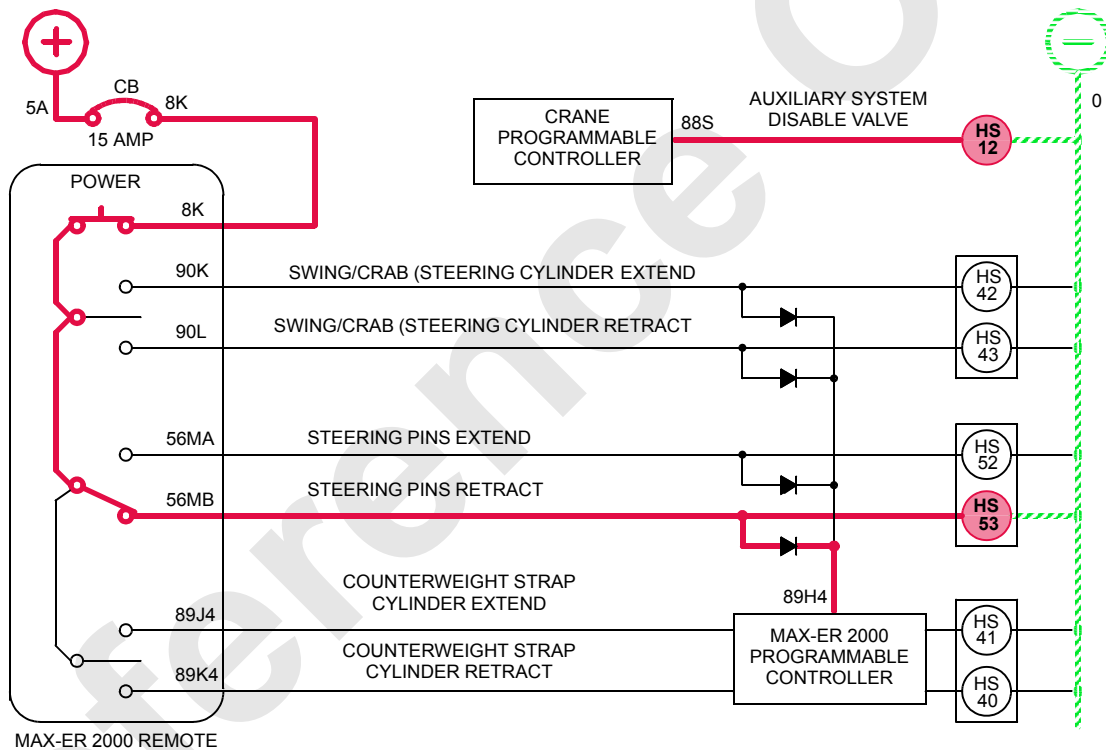 +
−
5A
CB
8K
15 AMP
0
CRANE
PROGRAMMABLE
CONTROLLER
88S
AUXILIARY SYSTEM
DISABLE VALVE
HS
12
POWER
8K
90K
SWING/CRAB (STEERING CYLINDER EXTEND
HS
42
90L
SWING/CRAB (STEERING CYLINDER RETRACT
HS
43
56MA
STEERING PINS EXTEND
HS
52
56MB
STEERING PINS RETRACT
HS
53
89H4
89J4
COUNTERWEIGHT STRAP
CYLINDER EXTEND
HS
41
89K4
COUNTERWEIGHT STRAP
CYLINDER RETRACT
MAX-ER 2000
PROGRAMMABLE
CONTROLLER
HS
40
MAX-ER 2000 REMOTE
ference O